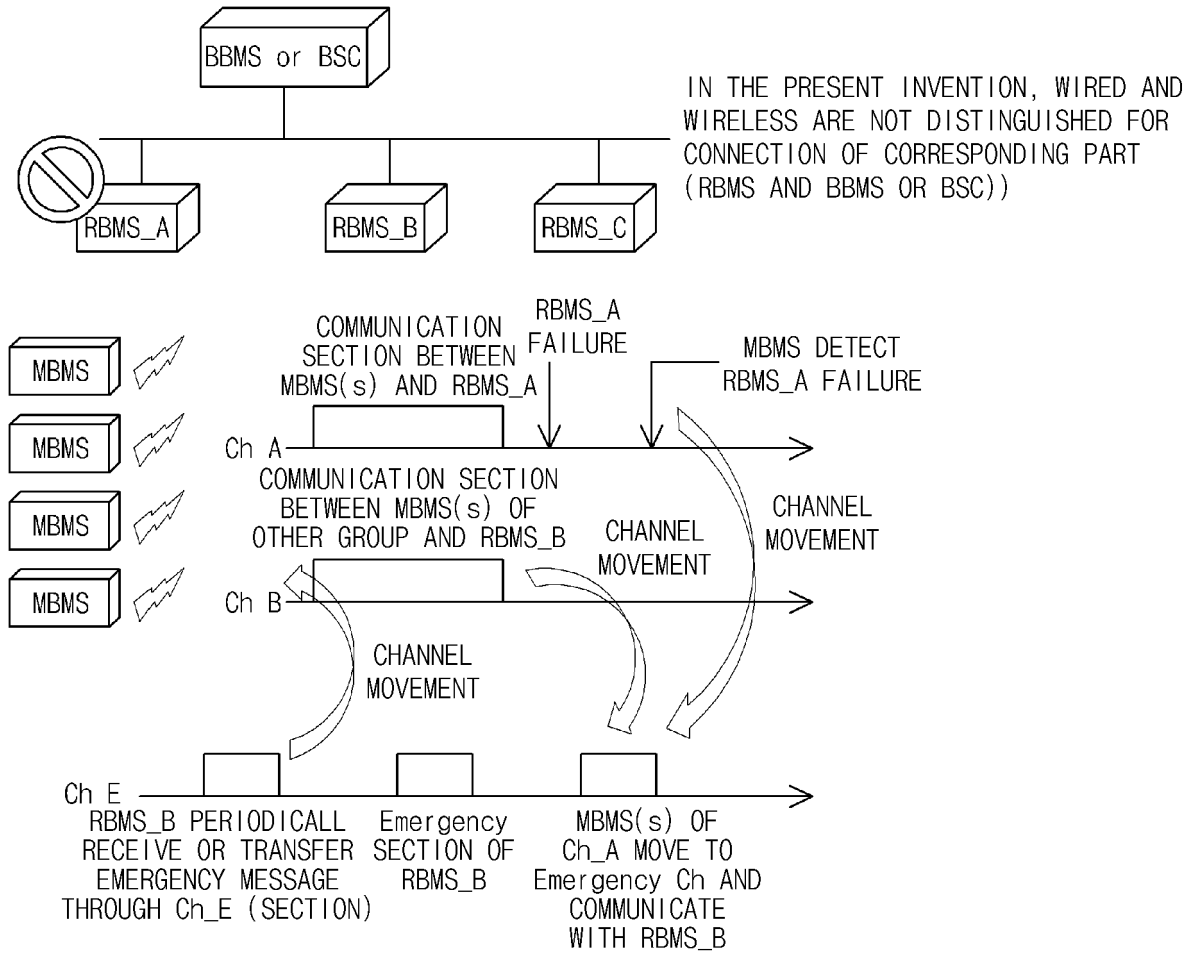 BBMS or BSC
IN THE PRESENT INVENTION, WIRED AND
WIRELESS ARE NOT DISTINGUISHED FOR
CONNECTION OF CORRESPONDING PART
(RBMS AND BBMS OR BSC))
RBMS_A
RBMS_B
RBMS_C
MBMS
MBMS
MBMS
MBMS
COMMUNICATION
SECTION BETWEEN
MBMS(s) AND RBMS_A
RBMS_A
FAILURE
MBMS DETECT
RBMS_A FAILURE
Ch A
COMMUNICATION SECTION
BETWEEN MBMS(s) OF
OTHER GROUP AND RBMS_B
CHANNEL
MOVEMENT
CHANNEL
MOVEMENT
Ch B
CHANNEL
MOVEMENT
Ch E
RBMS_B PERIODICALL
RECEIVE OR TRANSFER
EMERGENCY MESSAGE
THROUGH Ch_E (SECTION)
Emergency
SECTION OF
RBMS_B
MBMS(s) OF
Ch_A MOVE TO
Emergency Ch AND
COMMUNICATE
WITH RBMS_B